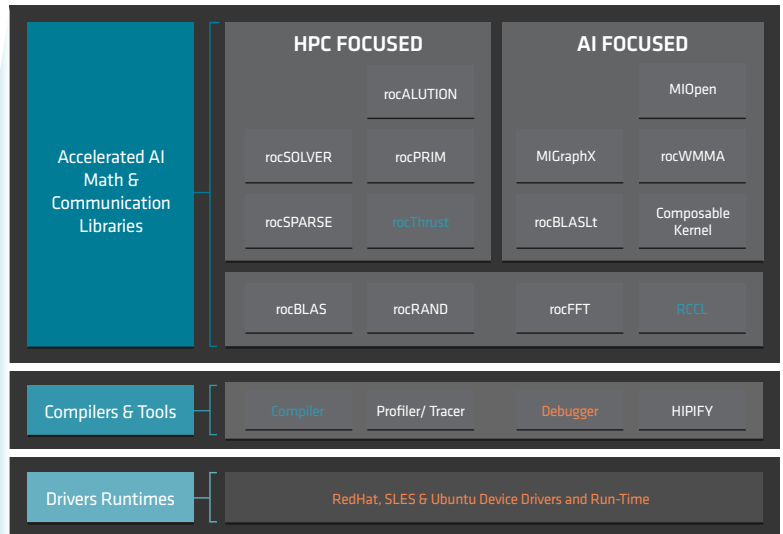 HPC FOCUSED
AI FOCUSED
Accelerated AI
Math &
Communication
Libraries
rocALUTION
rocSOLVER
rocPRIM
rocSPARSE
rocThrust
MIOpen
MIGraphX
rocWMMA
rocBLASLt
Composable
Kernel
rocBLAS
rocRAND
rocFFT
RCCL
Compilers & Tools
Compiler
Profiler/ Tracer
Debugger
HIPIFY
Drivers Runtimes
RedHat, SLES & Ubuntu Device Drivers and Run-Time